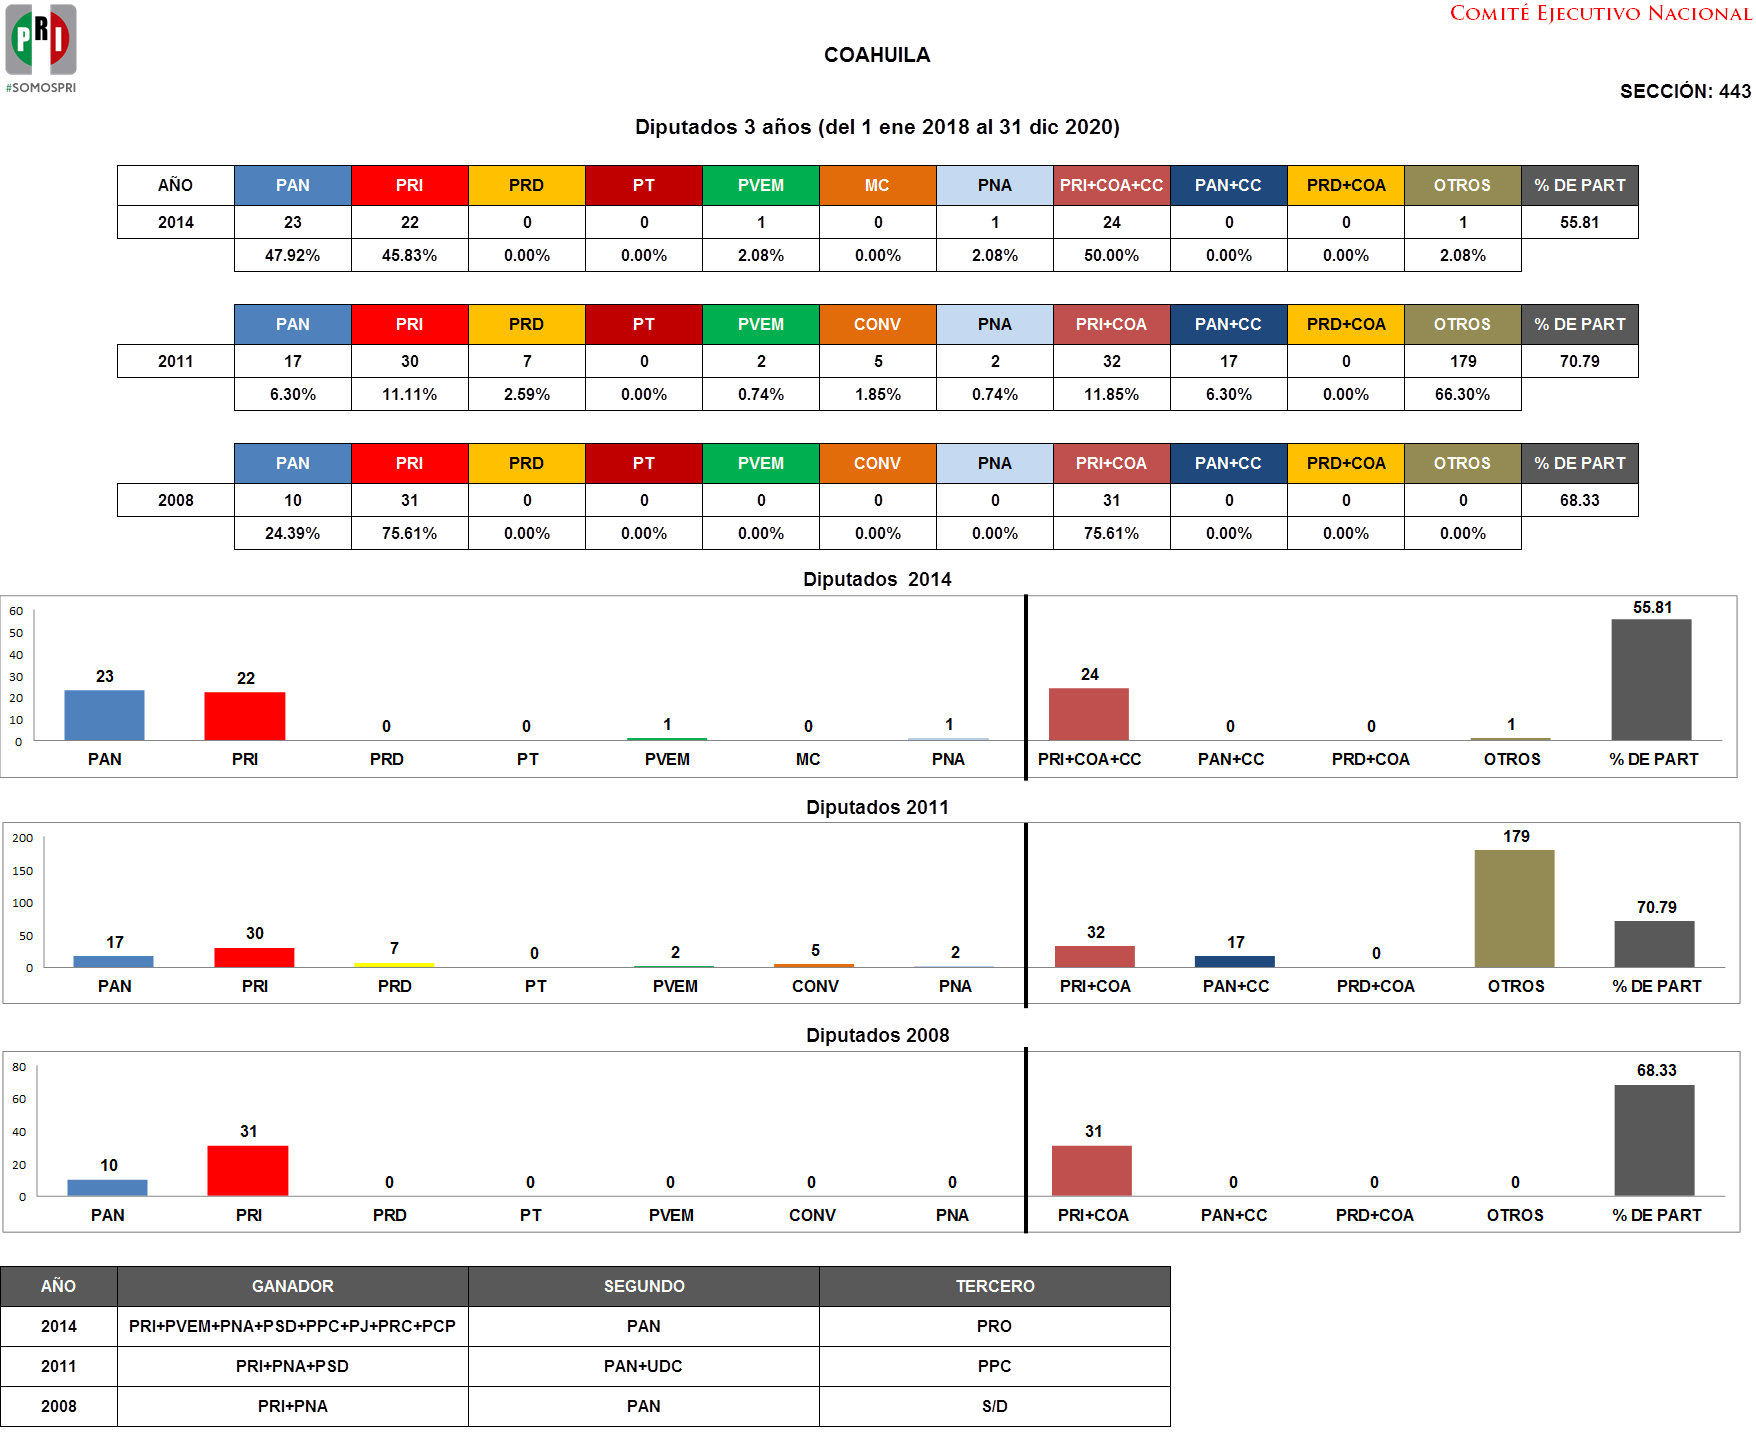 PRI
#SOMOSPRI
COMITÉ EJECUTIVO NACIONAL
COAHUILA
SECCIÓN: 443
Diputados 3 años (del 1 ene 2018 al 31 dic 2020)
AÑO PAN PRI PRD PT PVEM MC PNA PRI+COA+CC PAN+CC PRD+COA OTROS % DE PART
2014 23 22 0 0 1 0 1 24 0 0 1 55.81
47.92% 45.83% 0.00% 0.00% 2.08% 0.00% 2.08% 50.00% 0.00% 0.00% 2.08%
PAN PRI PRD PT PVEM CONV PNA PRI+COA PAN+CC PRD+COA OTROS % DE PART
2011 17 30 7 0 2 5 2 32 17 0 179 70.79
6.30% 11.11% 2.59% 0.00% 0.74% 1.85% 0.74% 11.85% 6.30% 0.00% 66.30%
PAN PRI PRD PT PVEM CONV PNA PRI+COA PAN+CC PRD+COA OTROS % DE PART
2008 10 31 0 0 0 0 0 31 0 0 0 68.33
24.39% 75.61% 0.00% 0.00% 0.00% 0.00% 0.00% 75.61% 0.00% 0.00% 0.00%
Diputados 2014
60
50
40
30
20
10
0
23 22 0 0 1 0 1 24 0 0 1 55.81
PAN PRI PRD PT PVEM MC PNA PRI+COA+CC PAN+CC PRD+COA OTROS % DE PART
Diputados 2011
200
150
100
50
0
17 30 7 0 2 5 2 32 17 0 179 70.79
PAN PRI PRD PT PVEM CONV PNA PRI+COA PAN+CC PRD+COA OTROS % DE PART
Diputados 2008
80
60
40
20
0
10 31 0 0 0 0 0 31 0 0 0 68.33
PAN PRI PRD PT PVEM CONV PNA PRI+COA PAN+CC PRD+COA OTROS % DE PART
AÑO GANADOR SEGUNDO TERCERO
2014 PRI+PVEM+PNA+PSD+PPC+PJ+PRC+PCP PAN PRO
2011 PRI+PNA+PSD PAN+UDC PPC
2008 PRI+PNA PAN S/D